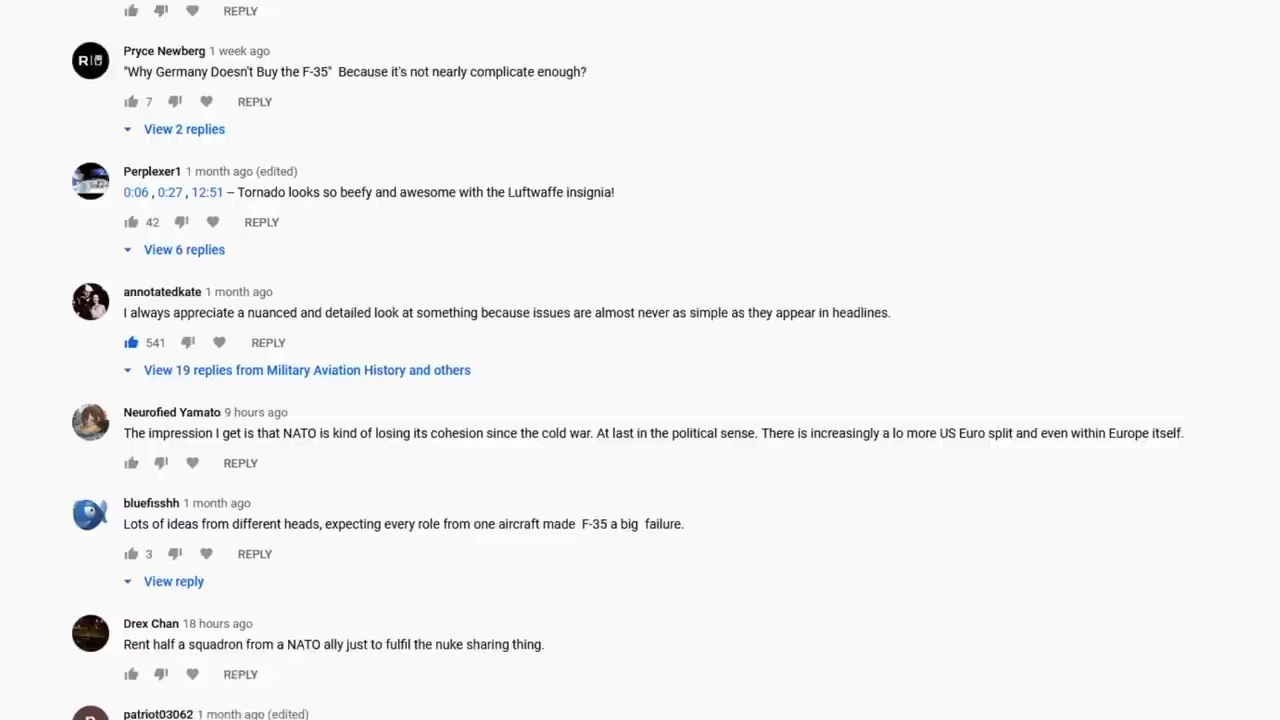 REPLY
Pryce Newberg 1 week ago
"Why Germany Doesn't Buy the F-35"  Because it's not nearly complicate enough?
7 REPLY
View 2 replies
Perplexer1 1 month ago (edited)
0:06 , 0:27 , 12:51 – Tornado looks so beefy and awesome with the Luftwaffe insignia!
42 REPLY
View 6 replies
annotatedkate 1 month ago
I always appreciate a nuanced and detailed look at something because issues are almost never as simple as they appear in headlines.
541 REPLY
View 19 replies from Military Aviation History and others
Neurofied Yamato 9 hours ago
The impression I get is that NATO is kind of losing its cohesion since the cold war. At last in the political sense. There is increasingly a lo more US Euro split and even within Europe itself.
REPLY
bluefisshh 1 month ago
Lots of ideas from different heads, expecting every role from one aircraft made  F-35 a big  failure.
3 REPLY
View reply
Drex Chan 18 hours ago
Rent half a squadron from a NATO ally just to fulfil the nuke sharing thing.
REPLY
patriot03062 1 month ago (edited)